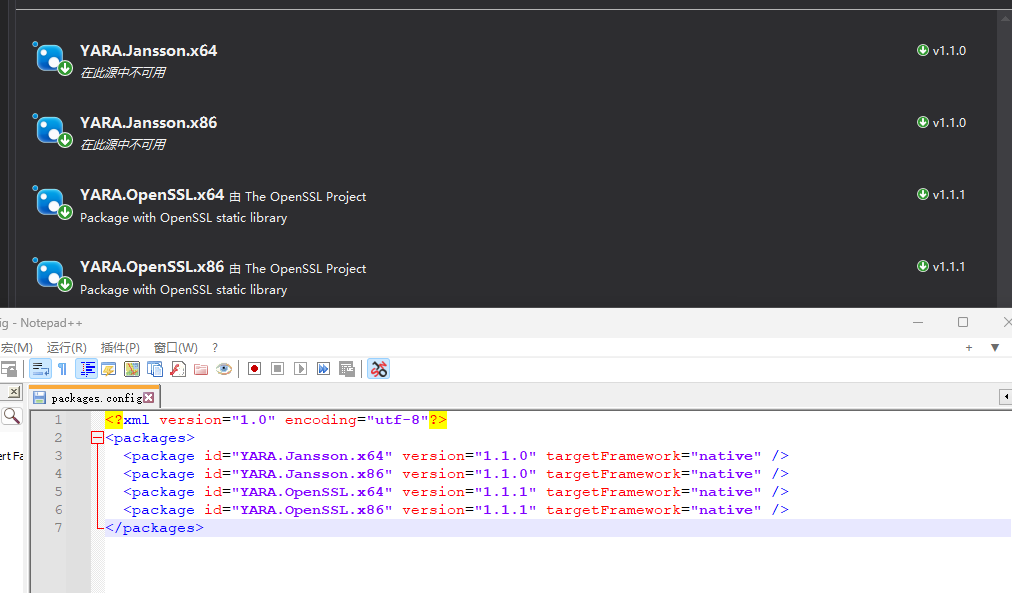 YARA.Jansson.x64 v1.1.0
在此源中不可用
YARA.Jansson.x86 v1.1.0
在此源中不可用
YARA.OpenSSL.x64 由 The OpenSSL Project v1.1.1
Package with OpenSSL static library
YARA.OpenSSL.x86 由 The OpenSSL Project v1.1.1
Package with OpenSSL static library
ig - Notepad++
宏(M) 运行(R) 插件(P) 窗口(W) ?
packages.config
1 <?xml version="1.0" encoding="utf-8"?>
2 <packages>
ert Fa
3 <package id="YARA.Jansson.x64" version="1.1.0" targetFramework="native" />
4 <package id="YARA.Jansson.x86" version="1.1.0" targetFramework="native" />
5 <package id="YARA.OpenSSL.x64" version="1.1.1" targetFramework="native" />
6 <package id="YARA.OpenSSL.x86" version="1.1.1" targetFramework="native" />
7 </packages>